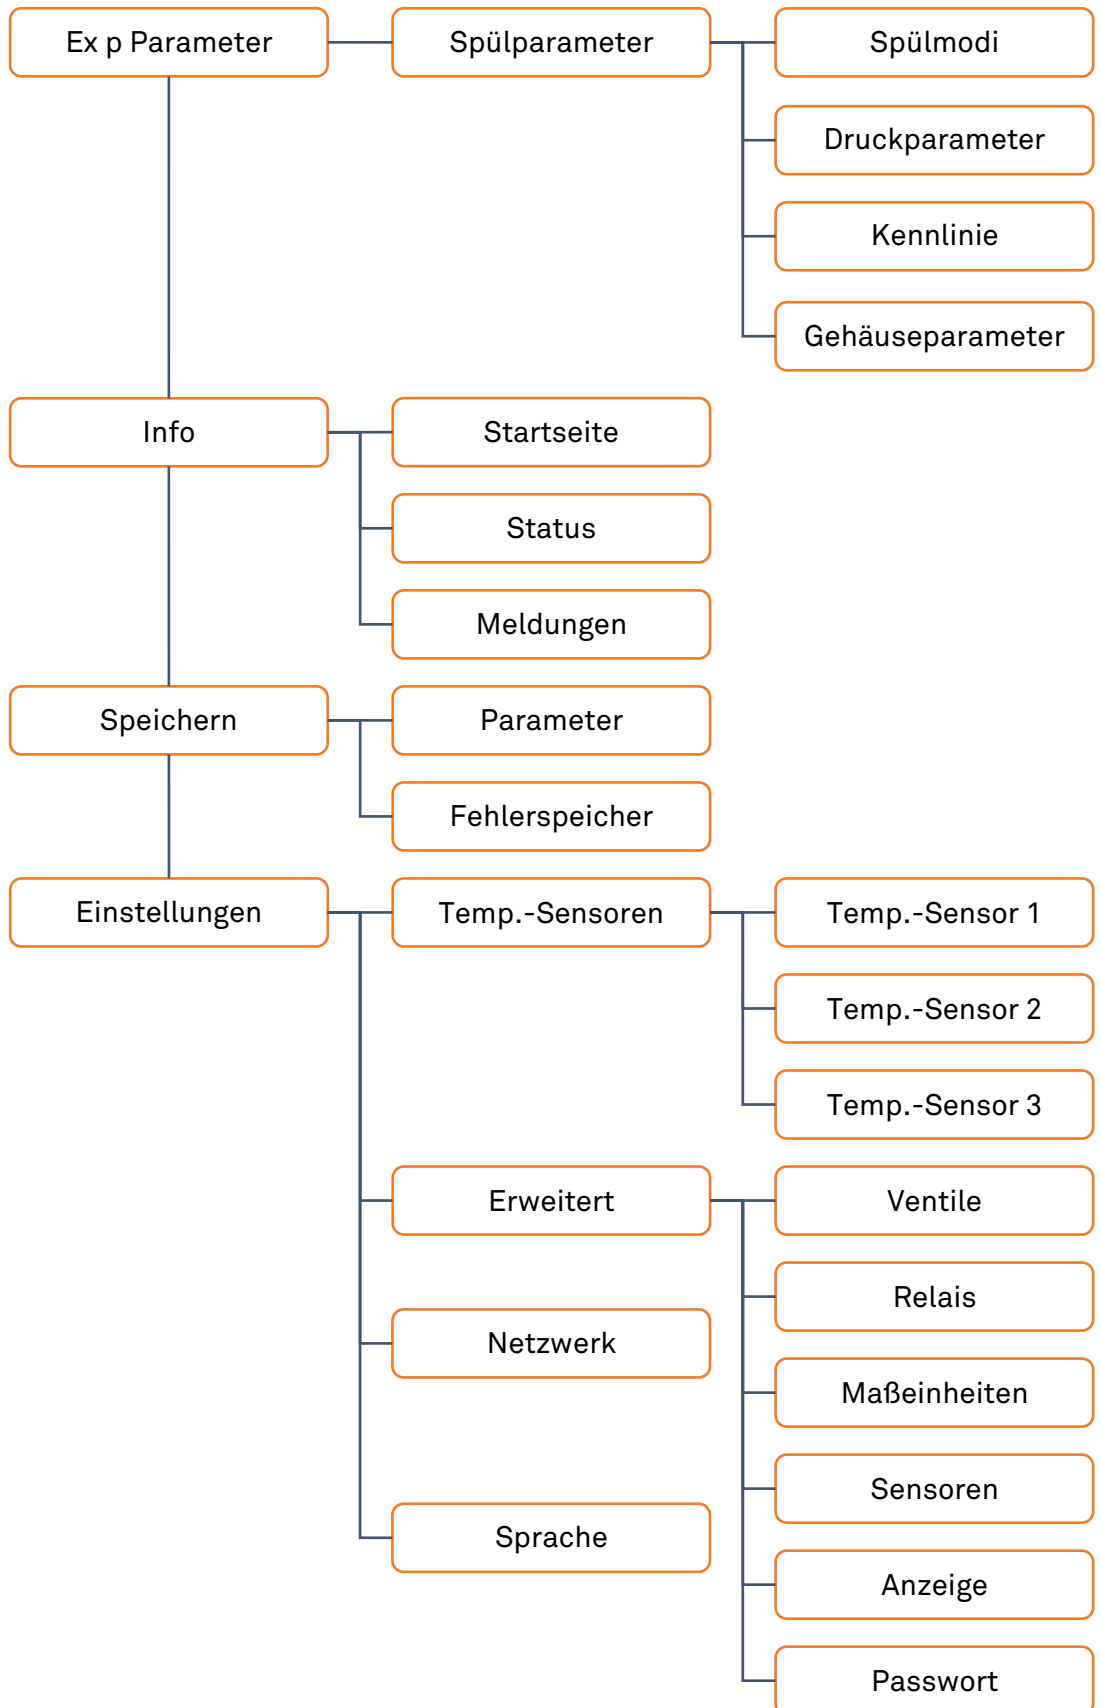 Ex p Parameter
Spülparameter
Spülmodi
Druckparameter
Kennlinie
Gehäuseparameter
Info
Startseite
Status
Meldungen
Speichern
Parameter
Fehlerspeicher
Einstellungen
Temp.-Sensoren
Temp.-Sensor 1
Temp.-Sensor 2
Temp.-Sensor 3
Erweitert
Ventile
Relais
Netzwerk
Maßeinheiten
Sensoren
Sprache
Anzeige
Passwort